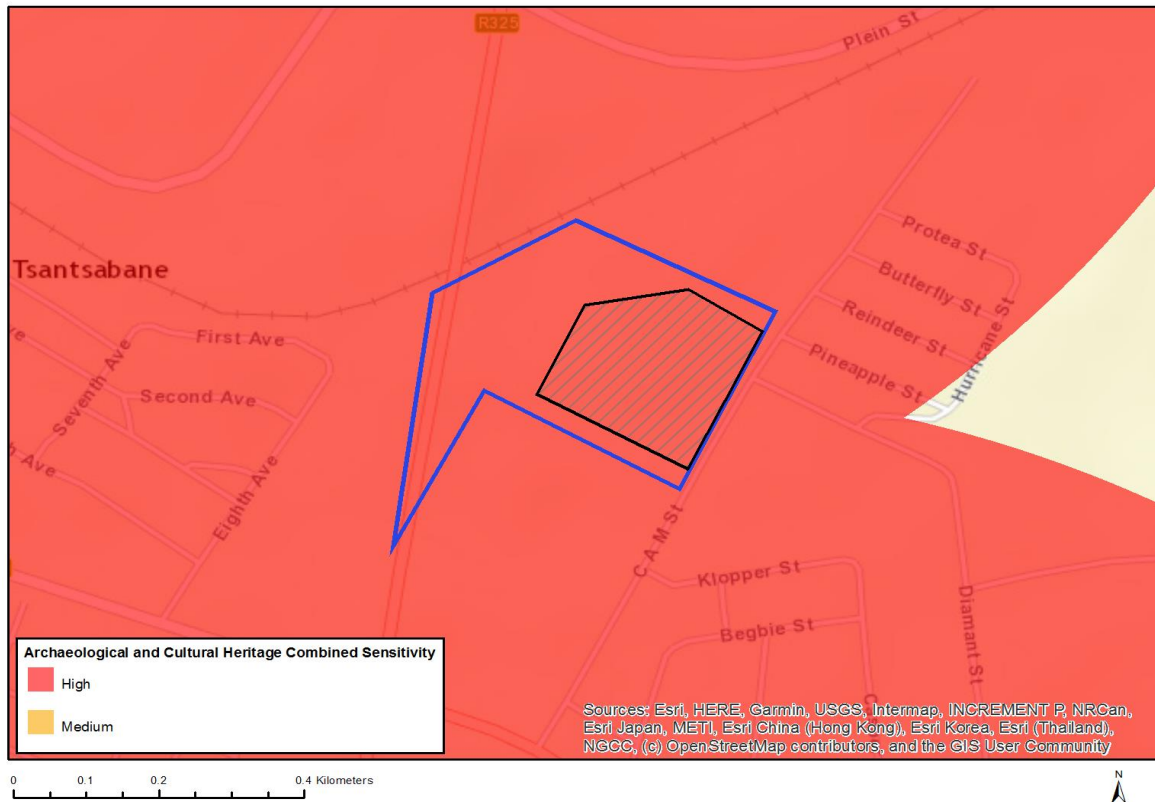 R325
Plein St
Protea St
Butterfly St
Reindeer St
Pineapple St
Hurricane St
Tsantsabane
First Ave
Second Ave
Seventh Ave
Eighth Ave
Ave
C A M St
Klopper St
Begbie St
Diamant St
Archaeological and Cultural Heritage Combined Sensitivity
High
Medium
Sources: Esri, HERE, Garmin, USGS, Intermap, INCREMENT P, NRCan,
Esri Japan, METI, Esri China (Hong Kong), Esri Korea, Esri (Thailand),
NGCC, (c) OpenStreetMap contributors, and the GIS User Community
0 0.1 0.2 0.4 Kilometers
N